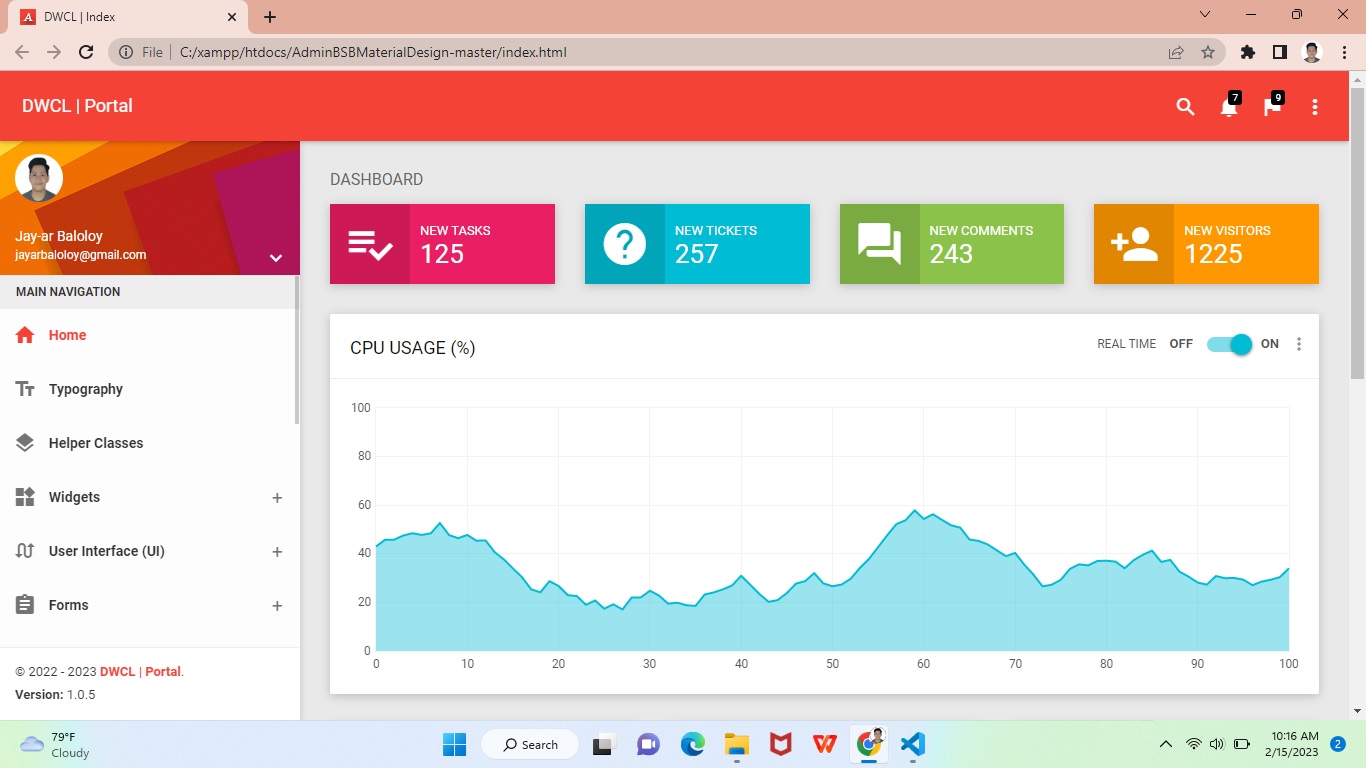 DWCL | Index
File
C:/xampp/htdocs/AdminBSBMaterialDesign-master/index.html
DWCL | Portal
7
9
Jay-ar Baloloy
jayarbaloloy@gmail.com
MAIN NAVIGATION
Home
Typography
Helper Classes
Widgets +
User Interface (UI) +
Forms +
© 2022 - 2023 DWCL | Portal.
Version: 1.0.5
DASHBOARD
NEW TASKS
125
NEW TICKETS
257
NEW COMMENTS
243
NEW VISITORS
1225
CPU USAGE (%)
REAL TIME OFF ON
100
80
60
40
20
0
0 10 20 30 40 50 60 70 80 90 100
79°F
Cloudy
Search
10:16 AM
2/15/2023
2